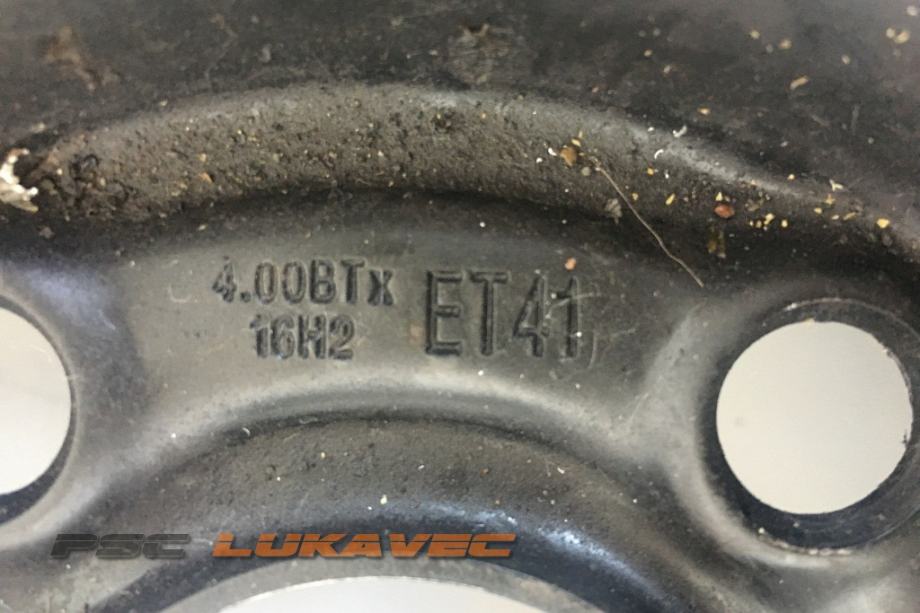 4.00BTx
16H2
ET41
PSC LUKAVEC